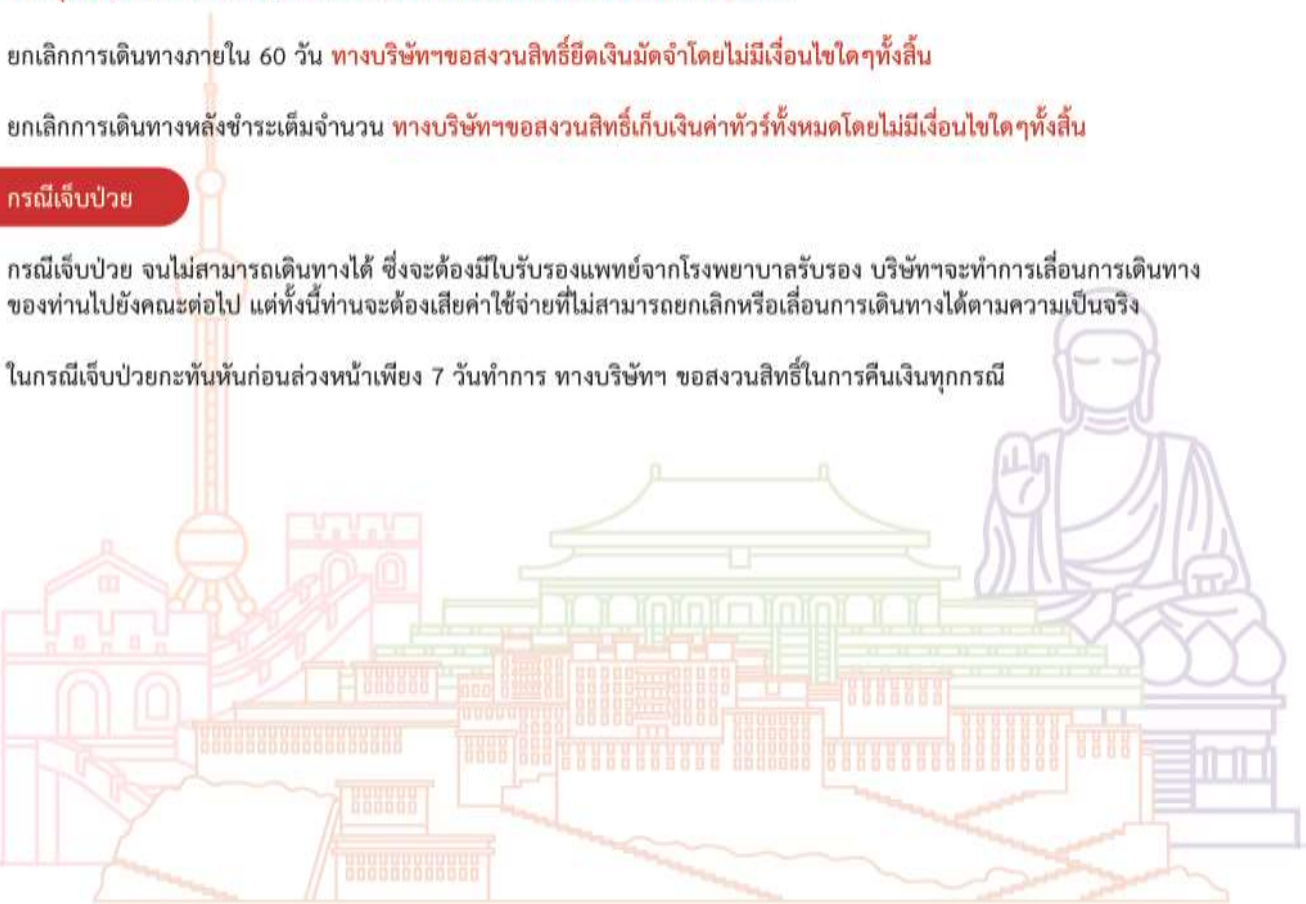 ยกเลิกการเดินทางภายใน 60 วัน ทางบริษัทฯขอสงวนสิทธิ์ยึดเงินมัดจำโดยไม่มีเงื่อนไขใดๆทั้งสิ้น
ยกเลิกการเดินทางหลังชำระเต็มจำนวน ทางบริษัทฯขอสงวนสิทธิ์เก็บเงินค่าทัวร์ทั้งหมดโดยไม่มีเงื่อนไขใดๆทั้งสิ้น
กรณีเจ็บป่วย
กรณีเจ็บป่วย จนไม่สามารถเดินทางได้ ซึ่งจะต้องมีใบรับรองแพทย์จากโรงพยาบาลรับรอง บริษัทฯจะทำการเลื่อนการเดินทาง
ของท่านไปยังคณะต่อไป แต่ทั้งนี้ท่านจะต้องเสียค่าใช้จ่ายที่ไม่สามารถยกเลิกหรือเลื่อนการเดินทางได้ตามความเป็นจริง
ในกรณีเจ็บป่วยกะทันหันก่อนล่วงหน้าเพียง 7 วันทำการ ทางบริษัทฯ ขอสงวนสิทธิ์ในการคืนเงินทุกกรณี